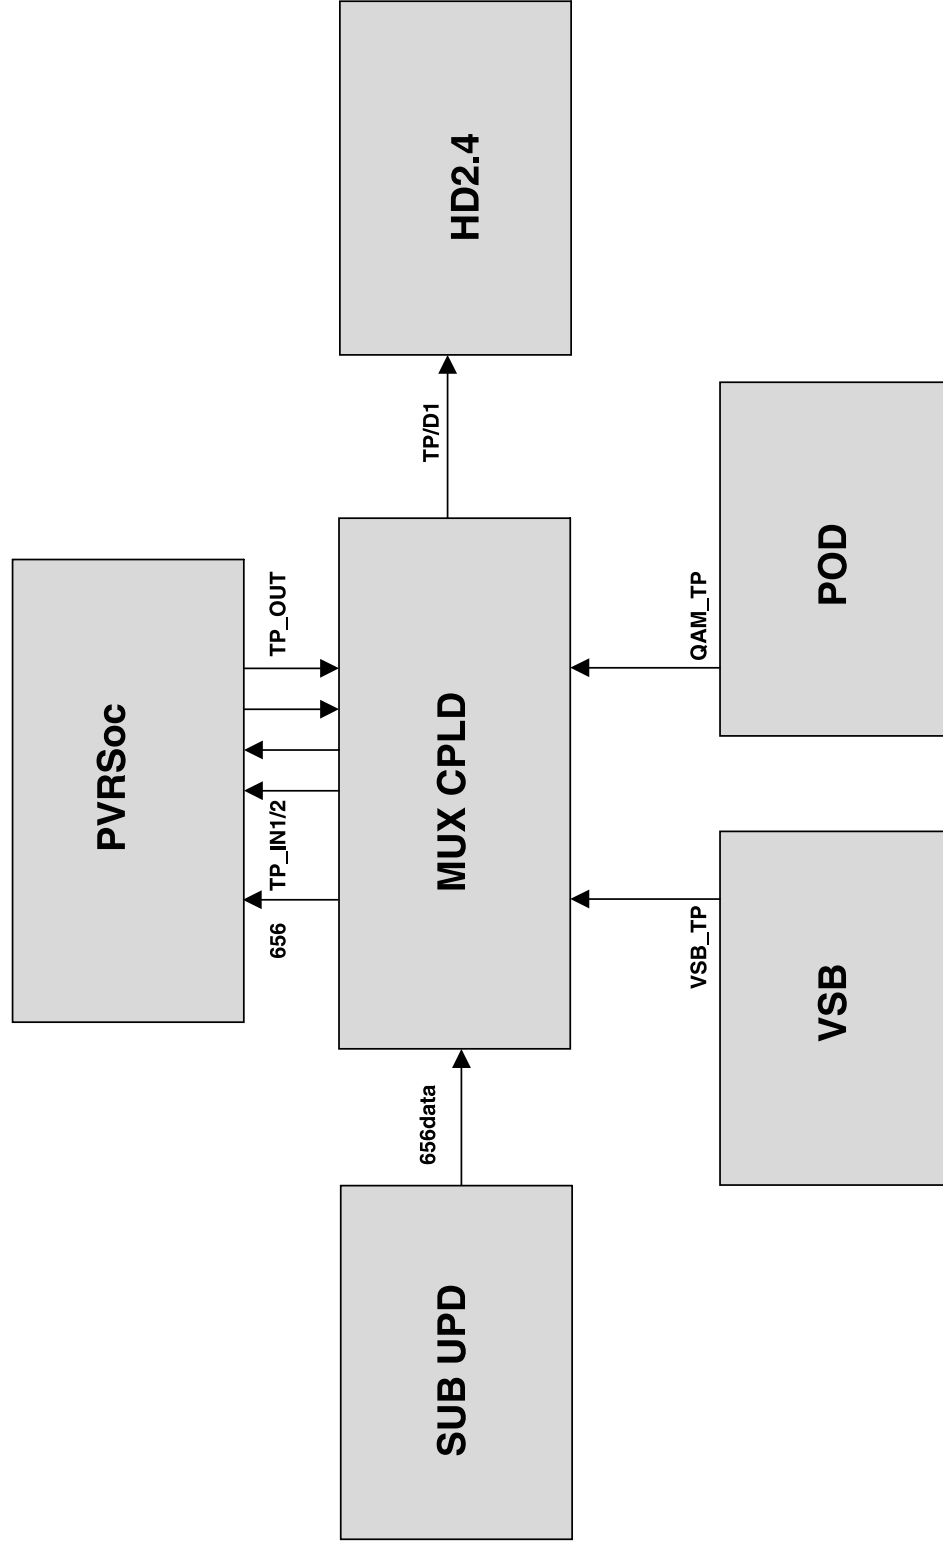 PVRSoc
656
TP_IN1/2
TP_OUT
SUB UPD
656data
MUX CPLD
TP/D1
HD2.4
VSB_TP
QAM_TP
VSB
POD